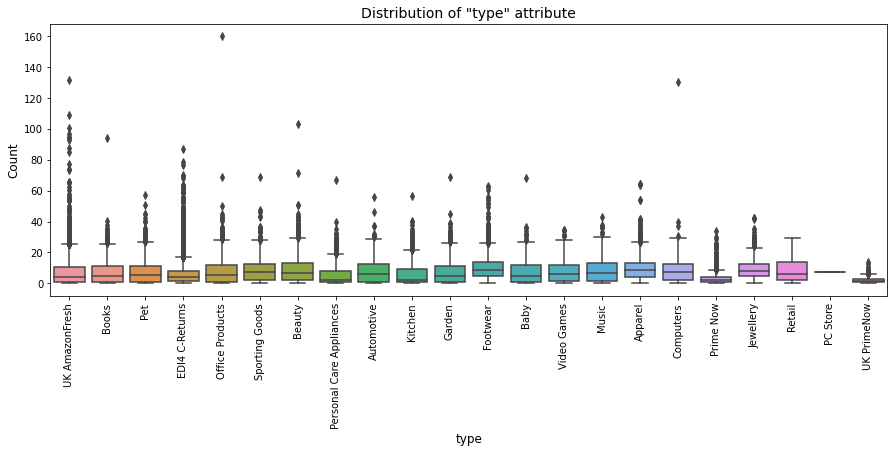 Distribution of "type" attribute
Count
160
140
120
100
80
60
40
20
0
UK AmazonFresh
Books
Pet
EDI4 C-Returns
Office Products
Sporting Goods
Beauty
Personal Care Appliances
Automotive
Kitchen
Garden
Footwear
Baby
Video Games
Music
Apparel
Computers
Prime Now
Jewellery
Retail
PC Store
UK PrimeNow
type